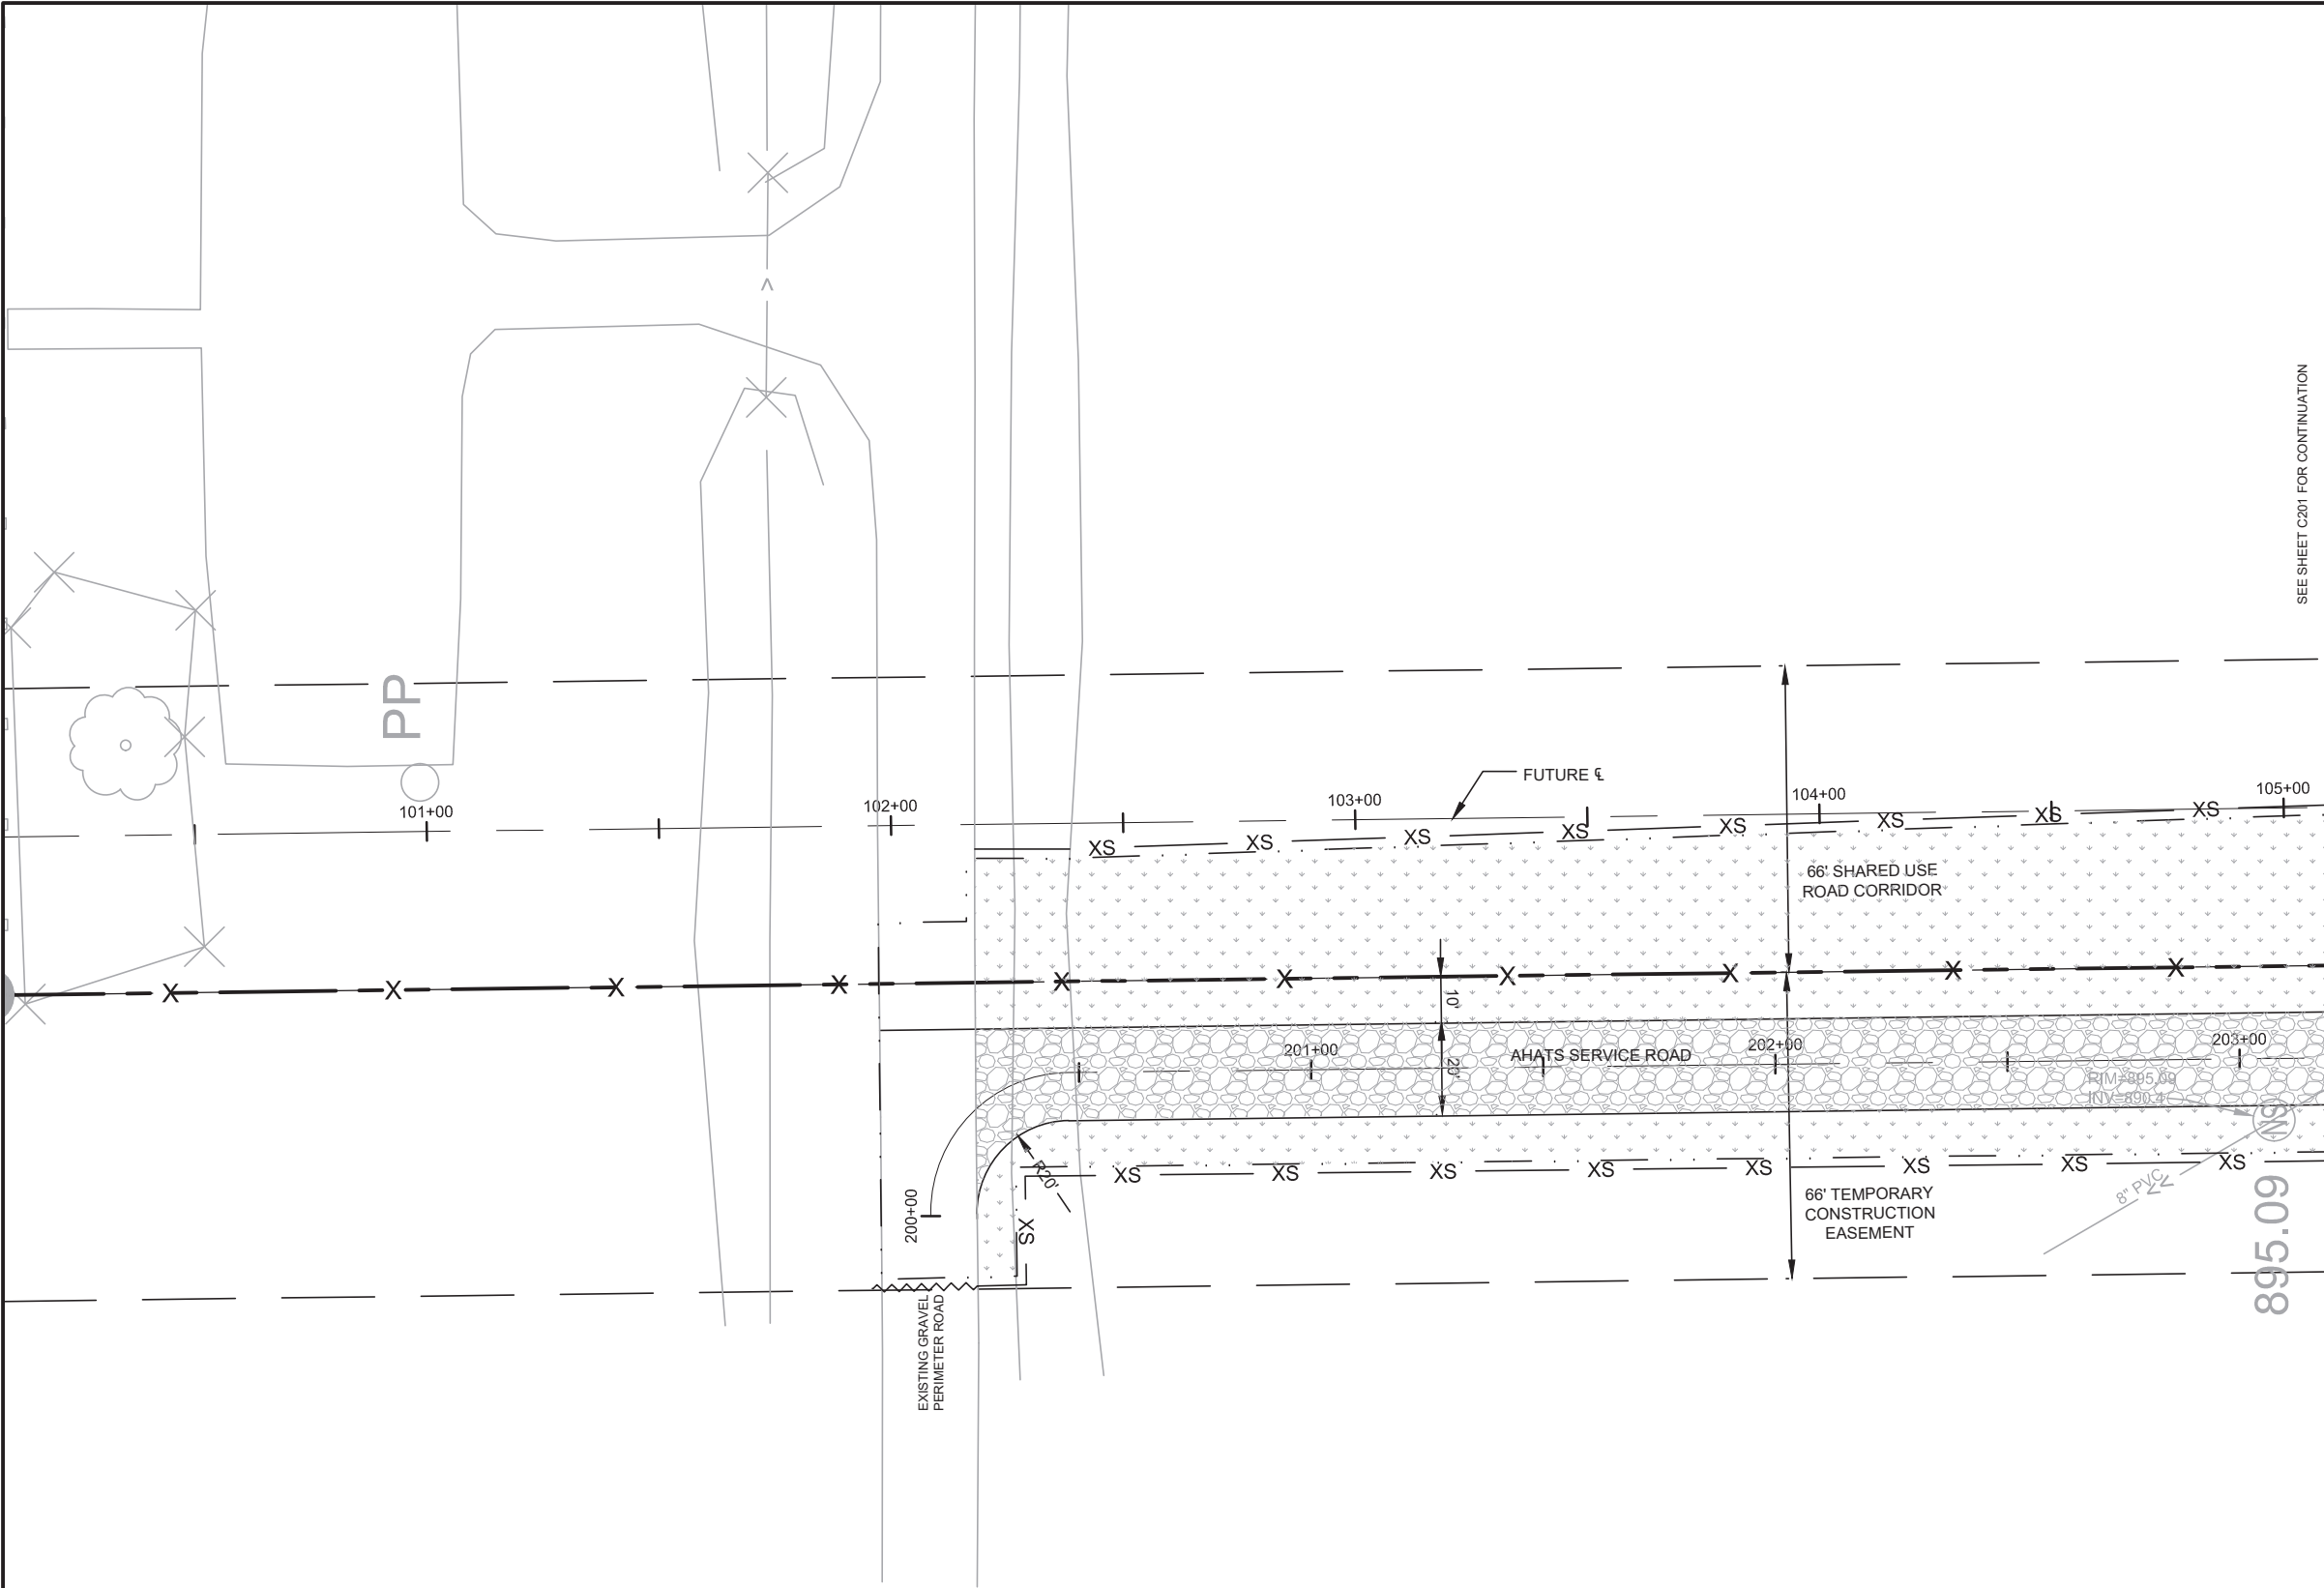 SEE SHEET C201 FOR CONTINUATION
PP
FUTURE ℄
101+00
102+00
103+00
104+00
105+00
XS XS XS XS XS XS XS XS
66' SHARED USE
ROAD CORRIDOR
X X X X X X X X X X
10'
201+00
AHATS SERVICE ROAD
202+00
203+00
20'
RIM=895.09
INV=890.4
R20'
XS XS XS XS XS XS XS XS
200+00
XS
66' TEMPORARY
CONSTRUCTION
EASEMENT
8" PVC
895.09
EXISTING GRAVEL
PERIMETER ROAD